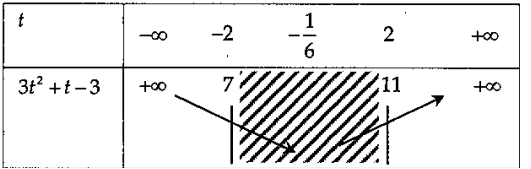 t −∞ −2 −1/6 2 +∞
3t² + t − 3 +∞ 7 11 +∞